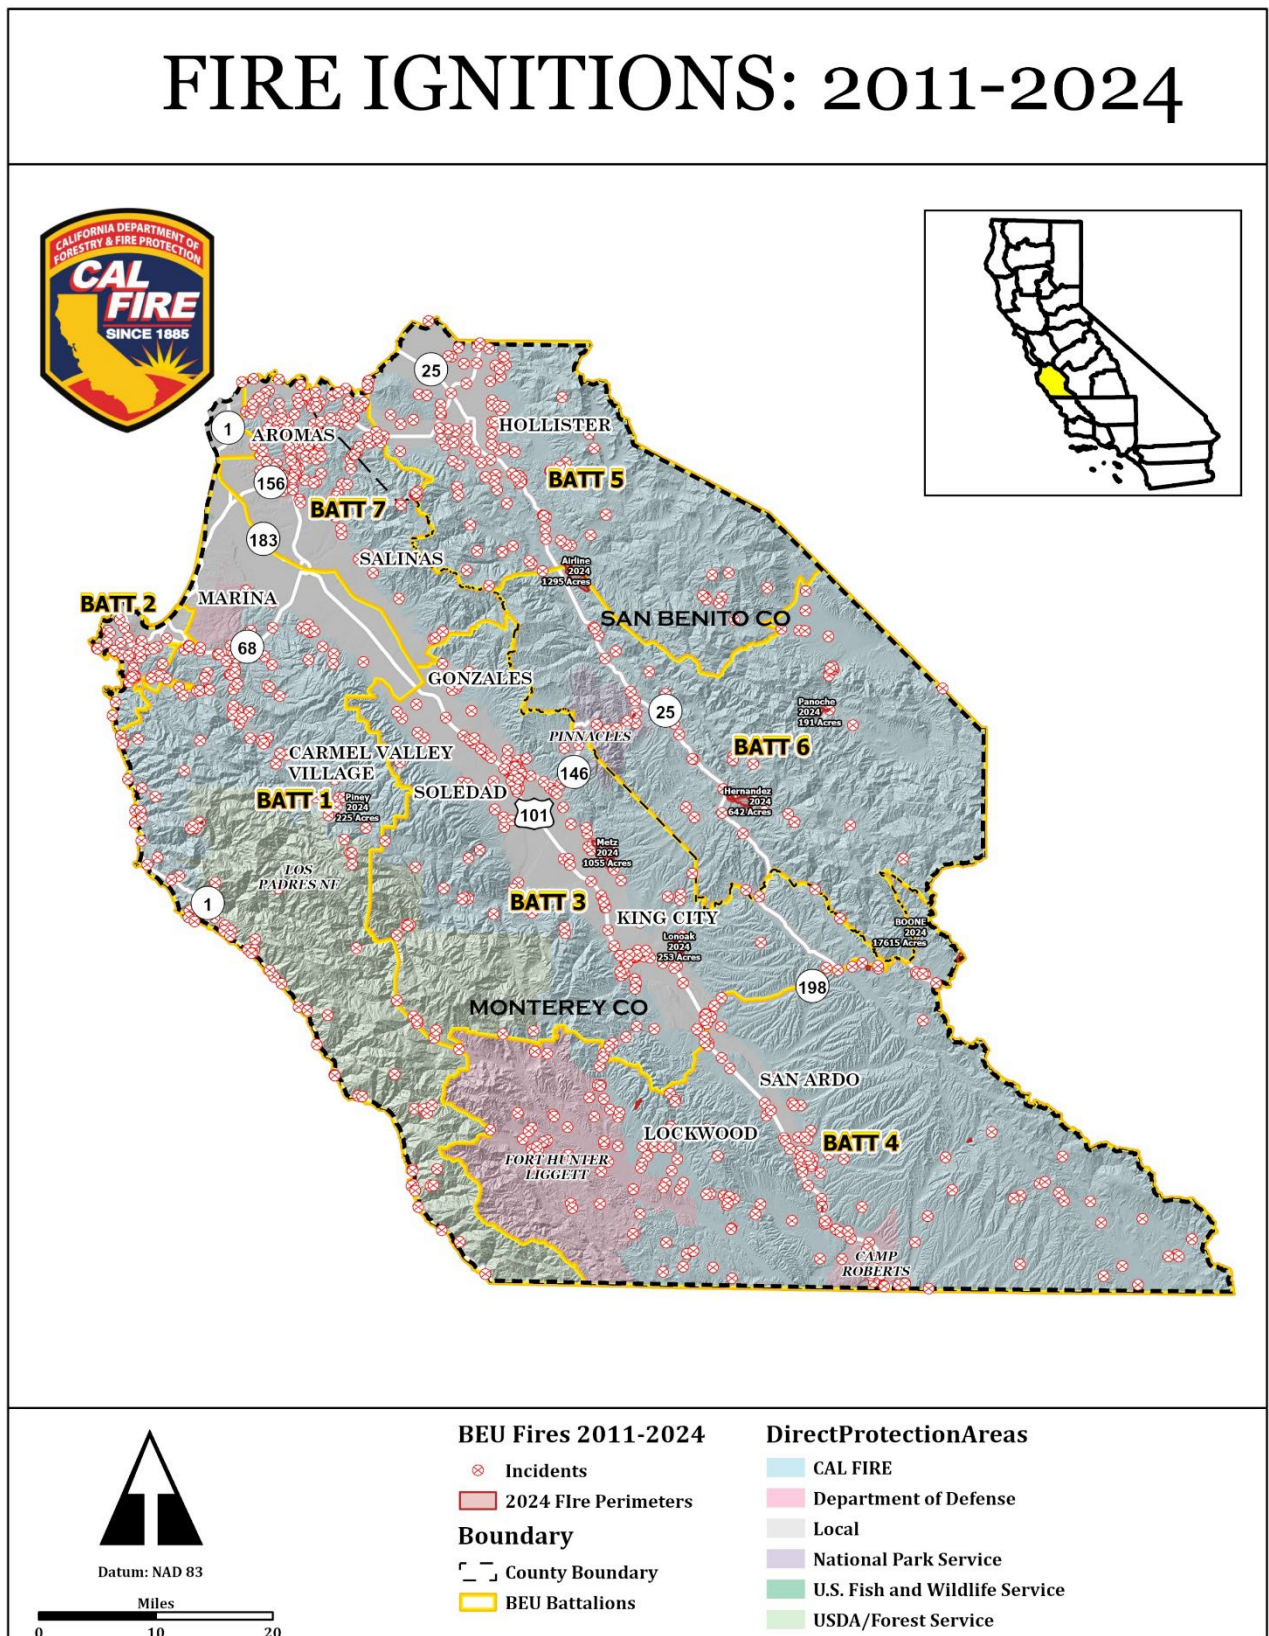 FIRE IGNITIONS: 2011-2024
CALIFORNIA DEPARTMENT OF
FORESTRY & FIRE PROTECTION
CAL
FIRE
SINCE 1885
25
1
AROMAS
HOLLISTER
156
BATT 5
BATT 7
183
SALINAS
Airline
2024
1295 Acres
MARINA
BATT 2
SAN BENITO CO
68
GONZALES
25
Panoche
2024
191 Acres
PINNACLES
BATT 6
CARMEL VALLEY
VILLAGE
146
SOLEDAD
BATT 1
Piney
2024
225 Acres
Hernandez
2024
642 Acres
101
Metz
2024
1055 Acres
LOS
PADRES NF
1
BATT 3
KING CITY
BOONE
2024
17615 Acres
Lonoak
2024
253 Acres
198
MONTEREY CO
SAN ARDO
LOCKWOOD
BATT 4
FORT HUNTER
LIGGETT
CAMP
ROBERTS
Datum: NAD 83
Miles
0 10 20
BEU Fires 2011-2024
Incidents
2024 FIre Perimeters
Boundary
County Boundary
BEU Battalions
DirectProtectionAreas
CAL FIRE
Department of Defense
Local
National Park Service
U.S. Fish and Wildlife Service
USDA/Forest Service